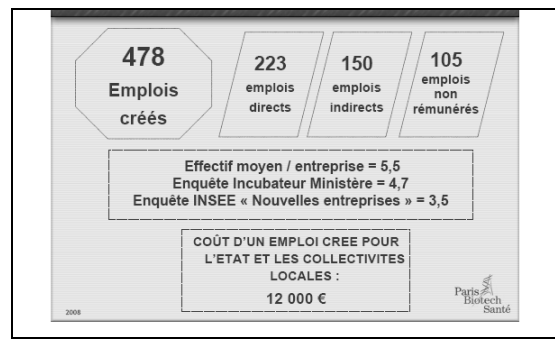 478
Emplois
créés
223
emplois
directs
150
emplois
indirects
105
emplois
non
rémunérés
Effectif moyen / entreprise = 5,5
Enquête Incubateur Ministère = 4,7
Enquête INSEE « Nouvelles entreprises » = 3,5
COÛT D’UN EMPLOI CREE POUR
L’ETAT ET LES COLLECTIVITES
LOCALES :
12 000 €
2008
Paris
Biotech
Santé